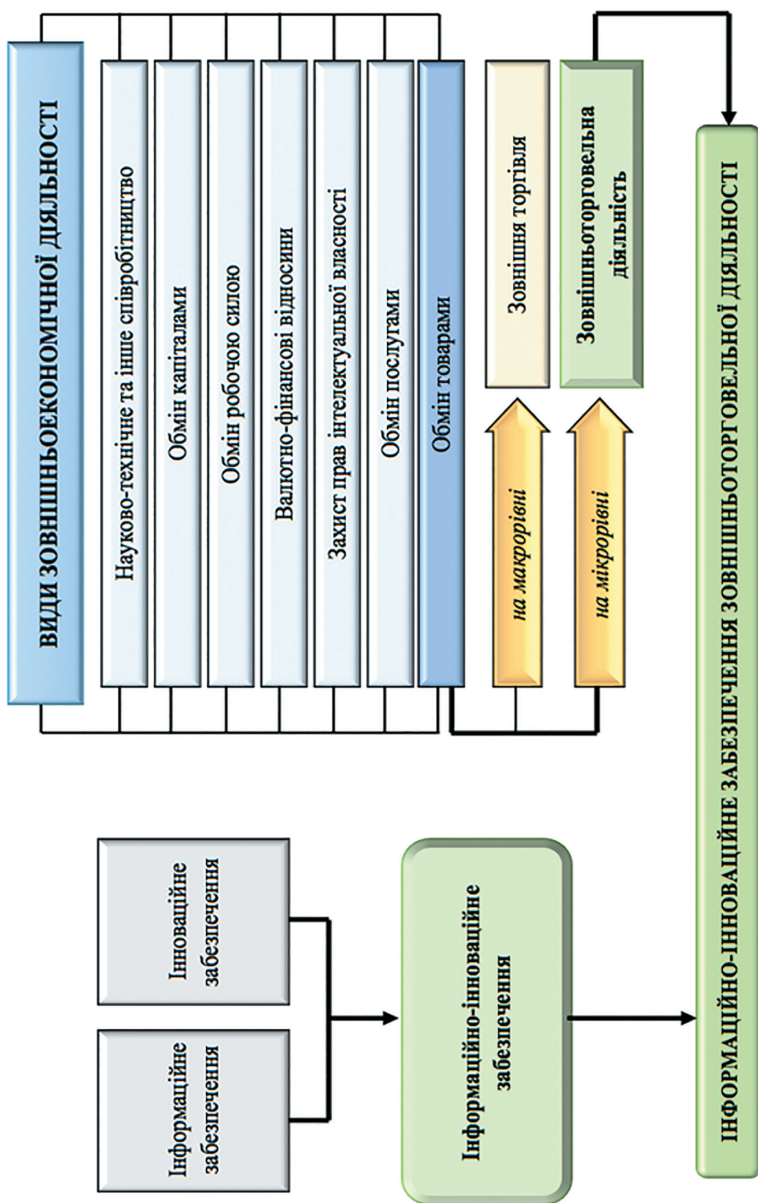 ВИДИ ЗОВНІШНЬОЕКОНОМІЧНОЇ ДІЯЛЬНОСТІ
Науково-технічне та інше співробітництво
Обмін капіталами
Обмін робочою силою
Валютно-фінансові відносини
Захист прав інтелектуальної власності
Обмін послугами
Обмін товарами
на макрорівні
Зовнішня торгівля
на мікрорівні
Зовнішньоторговельна
діяльність
Інформаційне
забезпечення
Інноваційне
забезпечення
Інформаційно-інноваційне
забезпечення
ІНФОРМАЦІЙНО-ІННОВАЦІЙНЕ ЗАБЕЗПЕЧЕННЯ ЗОВНІШНЬОТОРГОВЕЛЬНОЇ ДІЯЛЬНОСТІ